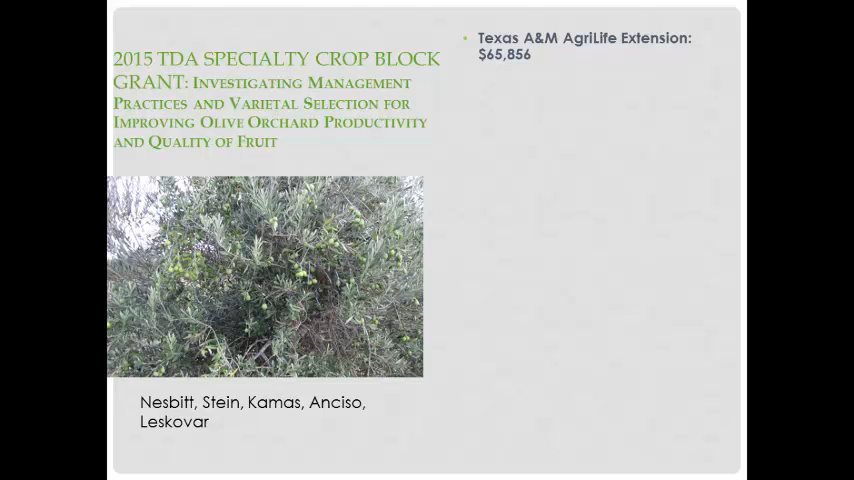 2015 TDA SPECIALTY CROP BLOCK
GRANT: INVESTIGATING MANAGEMENT
PRACTICES AND VARIETAL SELECTION FOR
IMPROVING OLIVE ORCHARD PRODUCTIVITY
AND QUALITY OF FRUIT
Nesbitt, Stein, Kamas, Anciso,
Leskovar
• Texas A&M AgriLife Extension:
$65,856